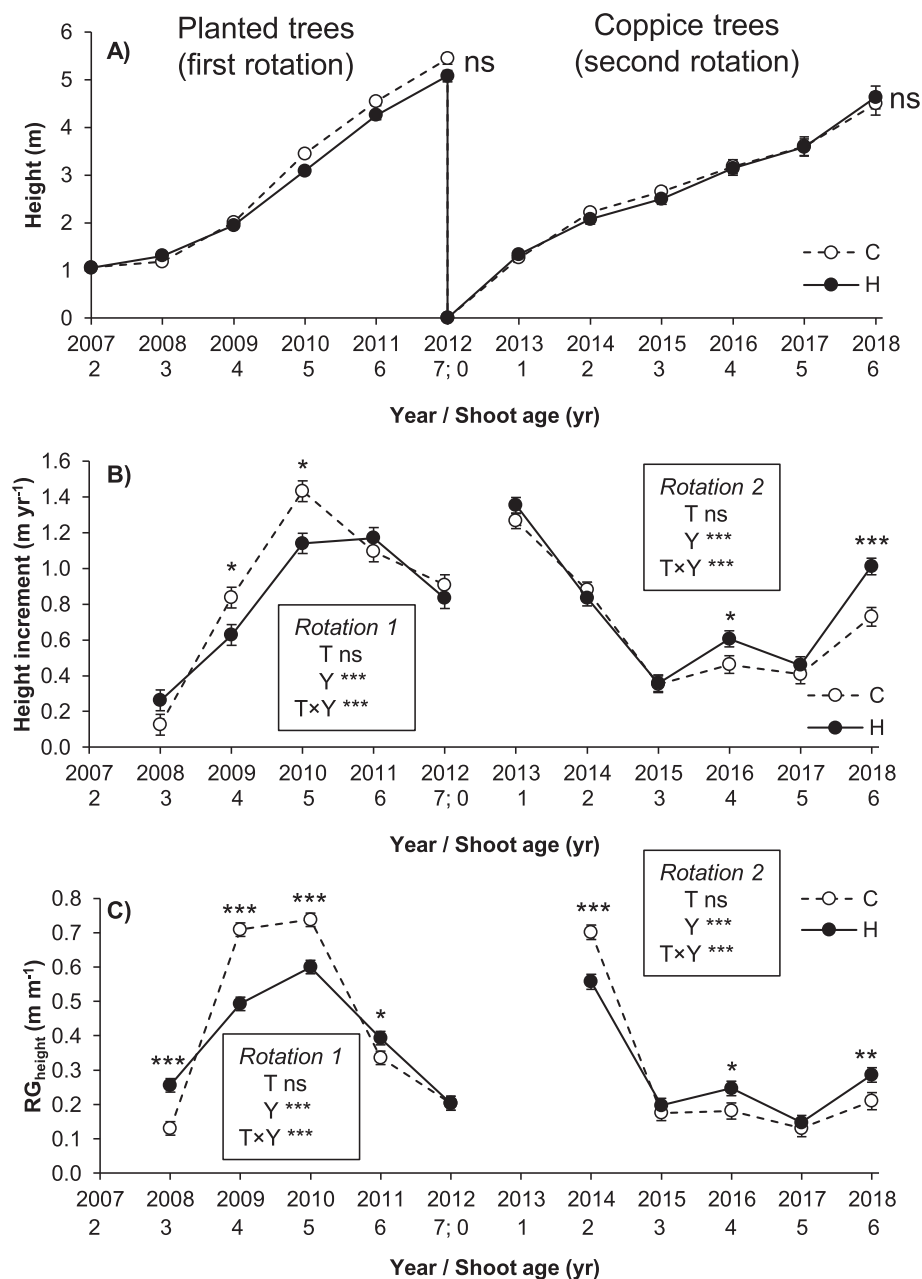 Planted trees
(first rotation)
Coppice trees
(second rotation)
A)
6
5
4
3
2
1
0
Height (m)
ns
ns
C
H
2007 2008 2009 2010 2011 2012 2013 2014 2015 2016 2017 2018
2 3 4 5 6 7; 0 1 2 3 4 5 6
Year / Shoot age (yr)
B)
1.6
1.4
1.2
1.0
0.8
0.6
0.4
0.2
0.0
Height increment (m yr-1)
*
*
*
***
Rotation 1
T ns
Y ***
T×Y ***
Rotation 2
T ns
Y ***
T×Y ***
C
H
2007 2008 2009 2010 2011 2012 2013 2014 2015 2016 2017 2018
2 3 4 5 6 7; 0 1 2 3 4 5 6
Year / Shoot age (yr)
C)
0.8
0.7
0.6
0.5
0.4
0.3
0.2
0.1
0.0
RGheight (m m-1)
***
***
***
*
***
*
**
Rotation 1
T ns
Y ***
T×Y ***
Rotation 2
T ns
Y ***
T×Y ***
C
H
2007 2008 2009 2010 2011 2012 2013 2014 2015 2016 2017 2018
2 3 4 5 6 7; 0 1 2 3 4 5 6
Year / Shoot age (yr)